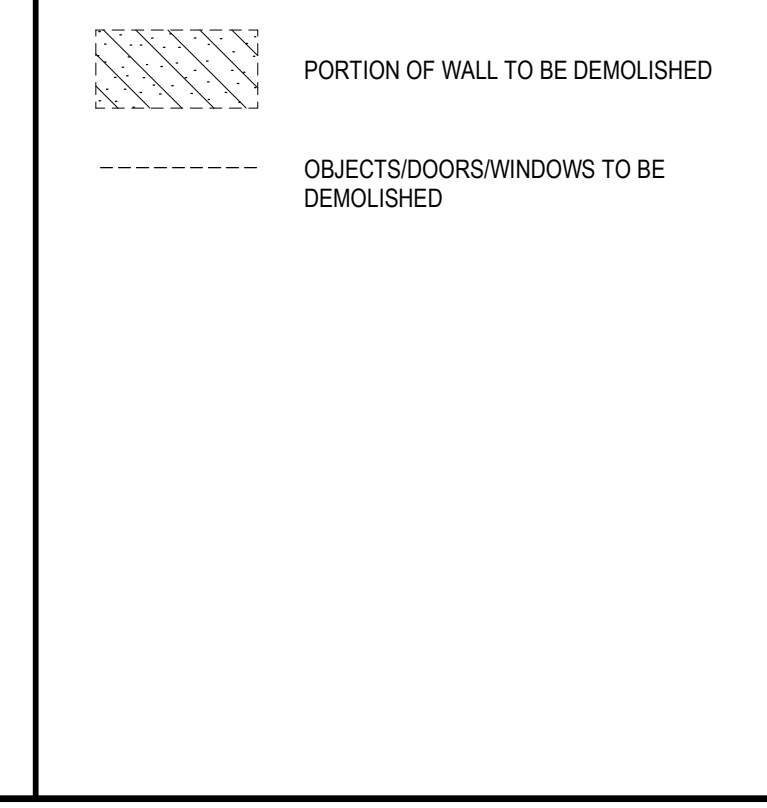 PORTION OF WALL TO BE DEMOLISHED
OBJECTS/DOORS/WINDOWS TO BE
DEMOLISHED